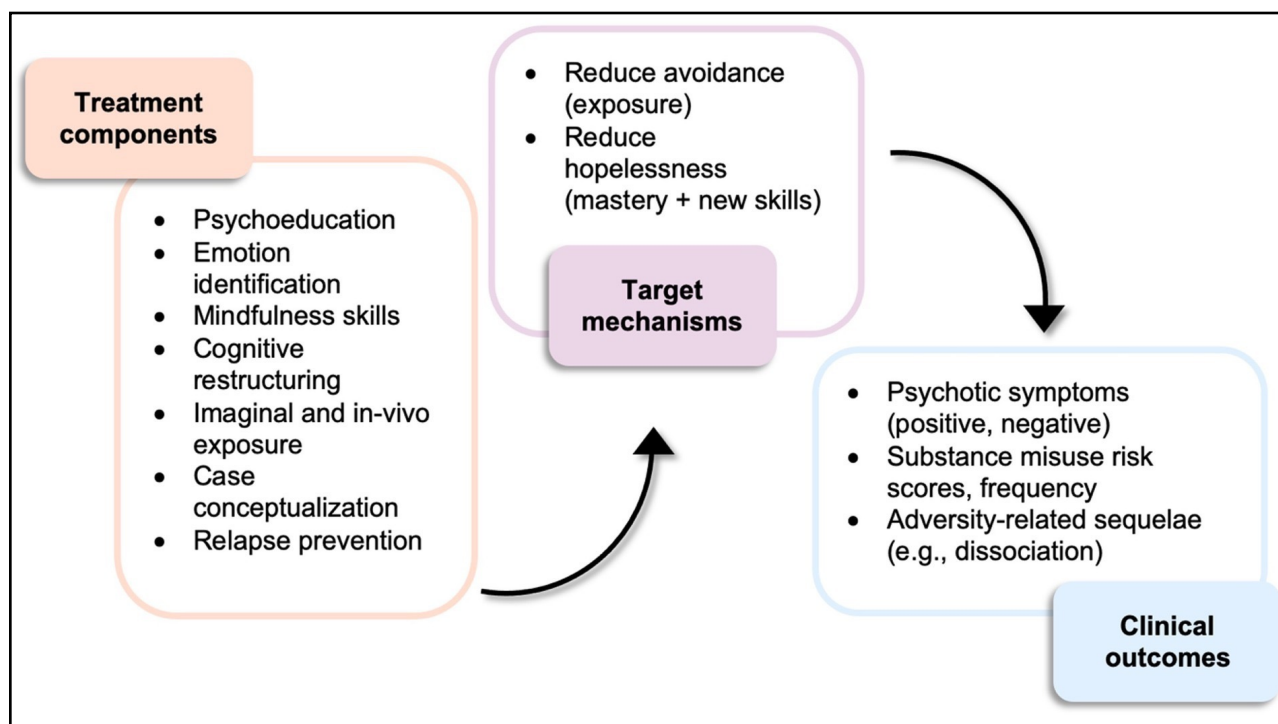 Treatment
components
• Psychoeducation
• Emotion
identification
• Mindfulness skills
• Cognitive
restructuring
• Imaginal and in-vivo
exposure
• Case
conceptualization
• Relapse prevention
• Reduce avoidance
(exposure)
• Reduce
hopelessness
(mastery + new skills)
Target
mechanisms
• Psychotic symptoms
(positive, negative)
• Substance misuse risk
scores, frequency
• Adversity-related sequelae
(e.g., dissociation)
Clinical
outcomes